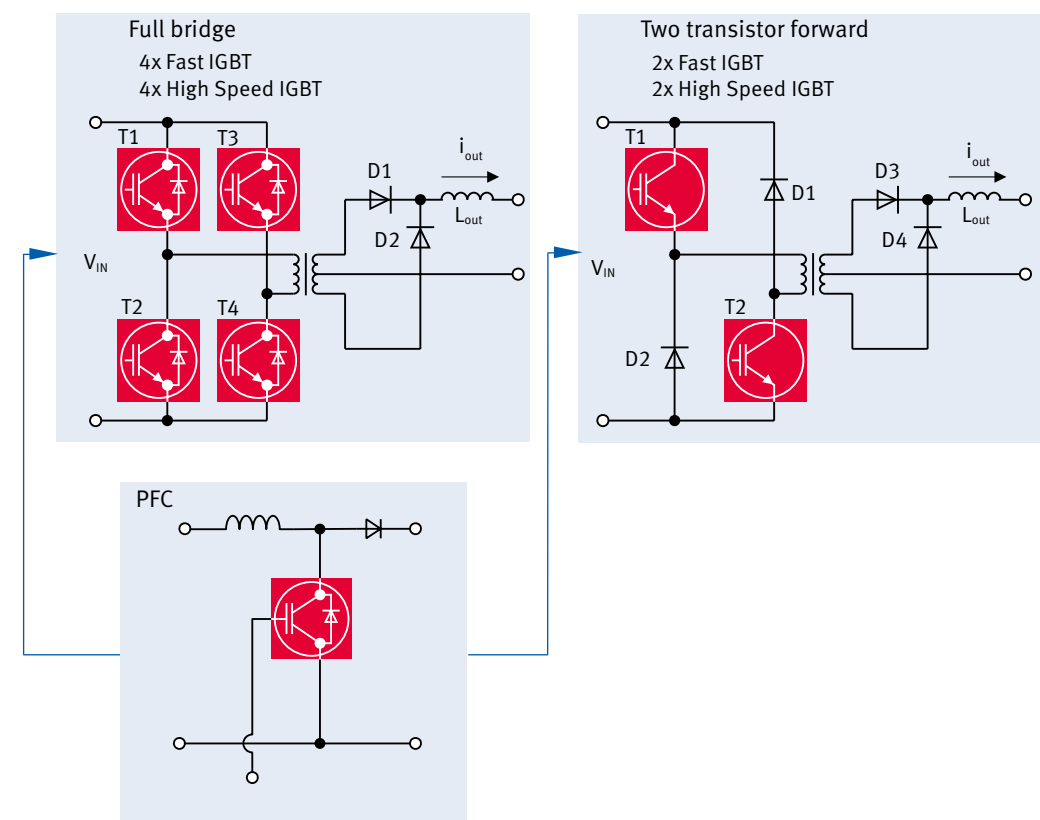 Full bridge
4x Fast IGBT
4x High Speed IGBT
T1
T3
i_out
D1
L_out
D2
V_IN
T2
T4
Two transistor forward
2x Fast IGBT
2x High Speed IGBT
T1
i_out
D3
D1
L_out
D4
V_IN
T2
D2
PFC